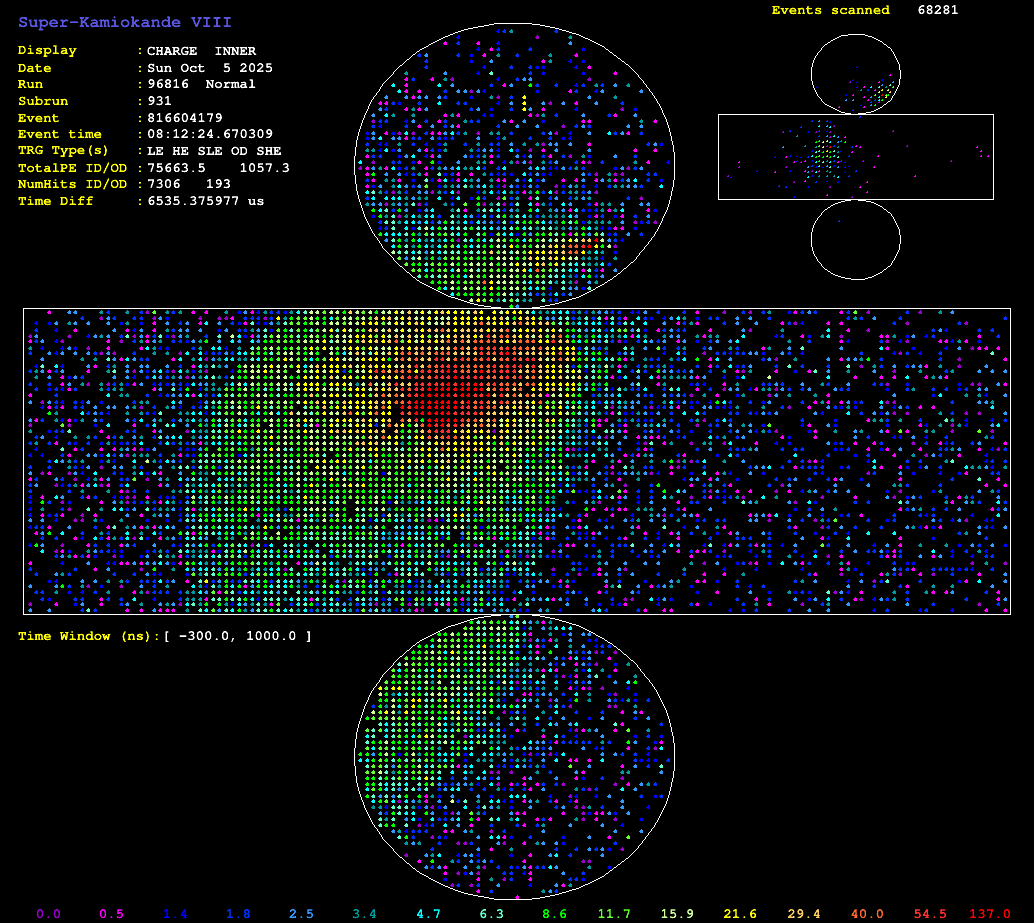 Super-Kamiokande VIII
Events scanned 68281
Display : CHARGE INNER
Date : Sun Oct 5 2025
Run : 96816 Normal
Subrun : 931
Event : 816604179
Event time : 08:12:24.670309
TRG Type(s) : LE HE SLE OD SHE
TotalPE ID/OD : 75663.5 1057.3
NumHits ID/OD : 7306 193
Time Diff : 6535.375977 us
Time Window (ns):[ -300.0, 1000.0 ]
0.0 0.5 1.4 1.8 2.5 3.4 4.7 6.3 8.6 11.7 15.9 21.6 29.4 40.0 54.5 137.0